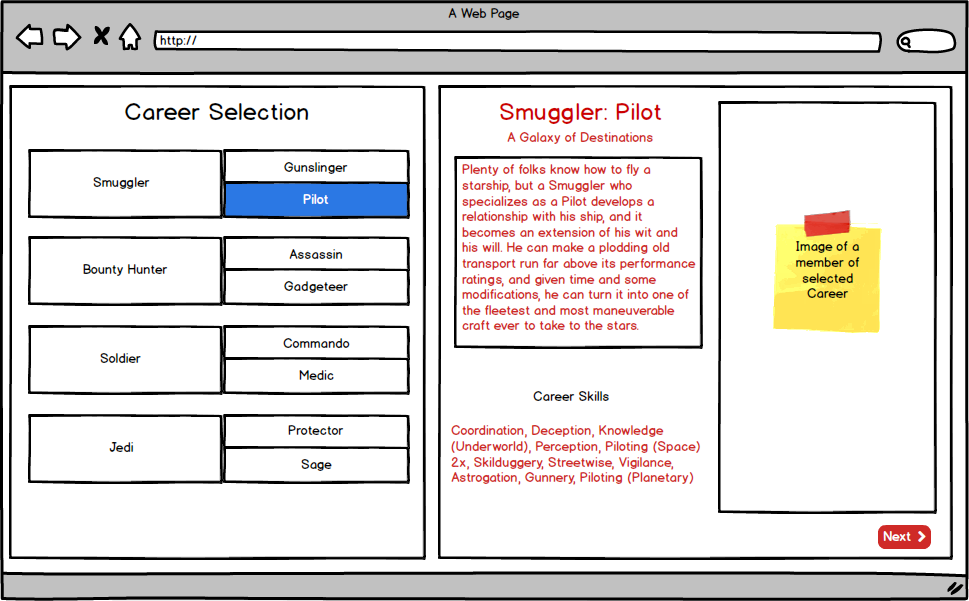 A Web Page
http://
Career Selection
Smuggler
Gunslinger
Pilot
Bounty Hunter
Assassin
Gadgeteer
Soldier
Commando
Medic
Jedi
Protector
Sage
Smuggler: Pilot
A Galaxy of Destinations
Plenty of folks know how to fly a
starship, but a Smuggler who
specializes as a Pilot develops a
relationship with his ship, and it
becomes an extension of his wit and
his will. He can make a plodding old
transport run far above its performance
ratings, and given time and some
modifications, he can turn it into one of
the fleetest and most maneuverable
craft ever to take to the stars.
Career Skills
Coordination, Deception, Knowledge
(Underworld), Perception, Piloting (Space)
2x, Skilduggery, Streetwise, Vigilance,
Astrogation, Gunnery, Piloting (Planetary)
Image of a
member of
selected
Career
Next